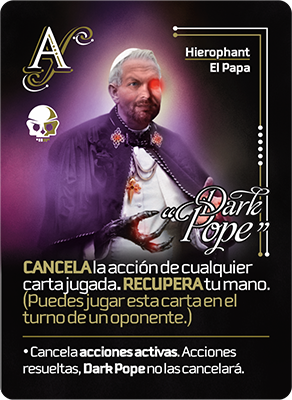 A
Hierophant
El Papa
"Dark
Pope"
CANCELA la acción de cualquier
carta jugada. RECUPERA tu mano.
(Puedes jugar esta carta en el
turno de un oponente.)
• Cancela acciones activas. Acciones
resueltas, Dark Pope no las cancelará.